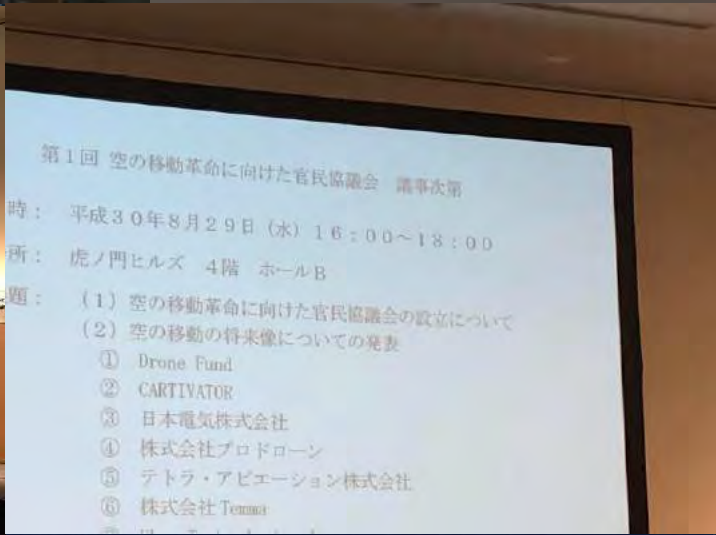 第1回 空の移動革命に向けた官民協議会 議事次第
時： 平成30年8月29日（水）16：00～18：00
所： 虎ノ門ヒルズ 4階 ホールB
題： （1）空の移動革命に向けた官民協議会の設立について
（2）空の移動の将来像についての発表
① Drone Fund
② CARTIVATOR
③ 日本電気株式会社
④ 株式会社プロドローン
⑤ テトラ・アビエーション株式会社
⑥ 株式会社Temma